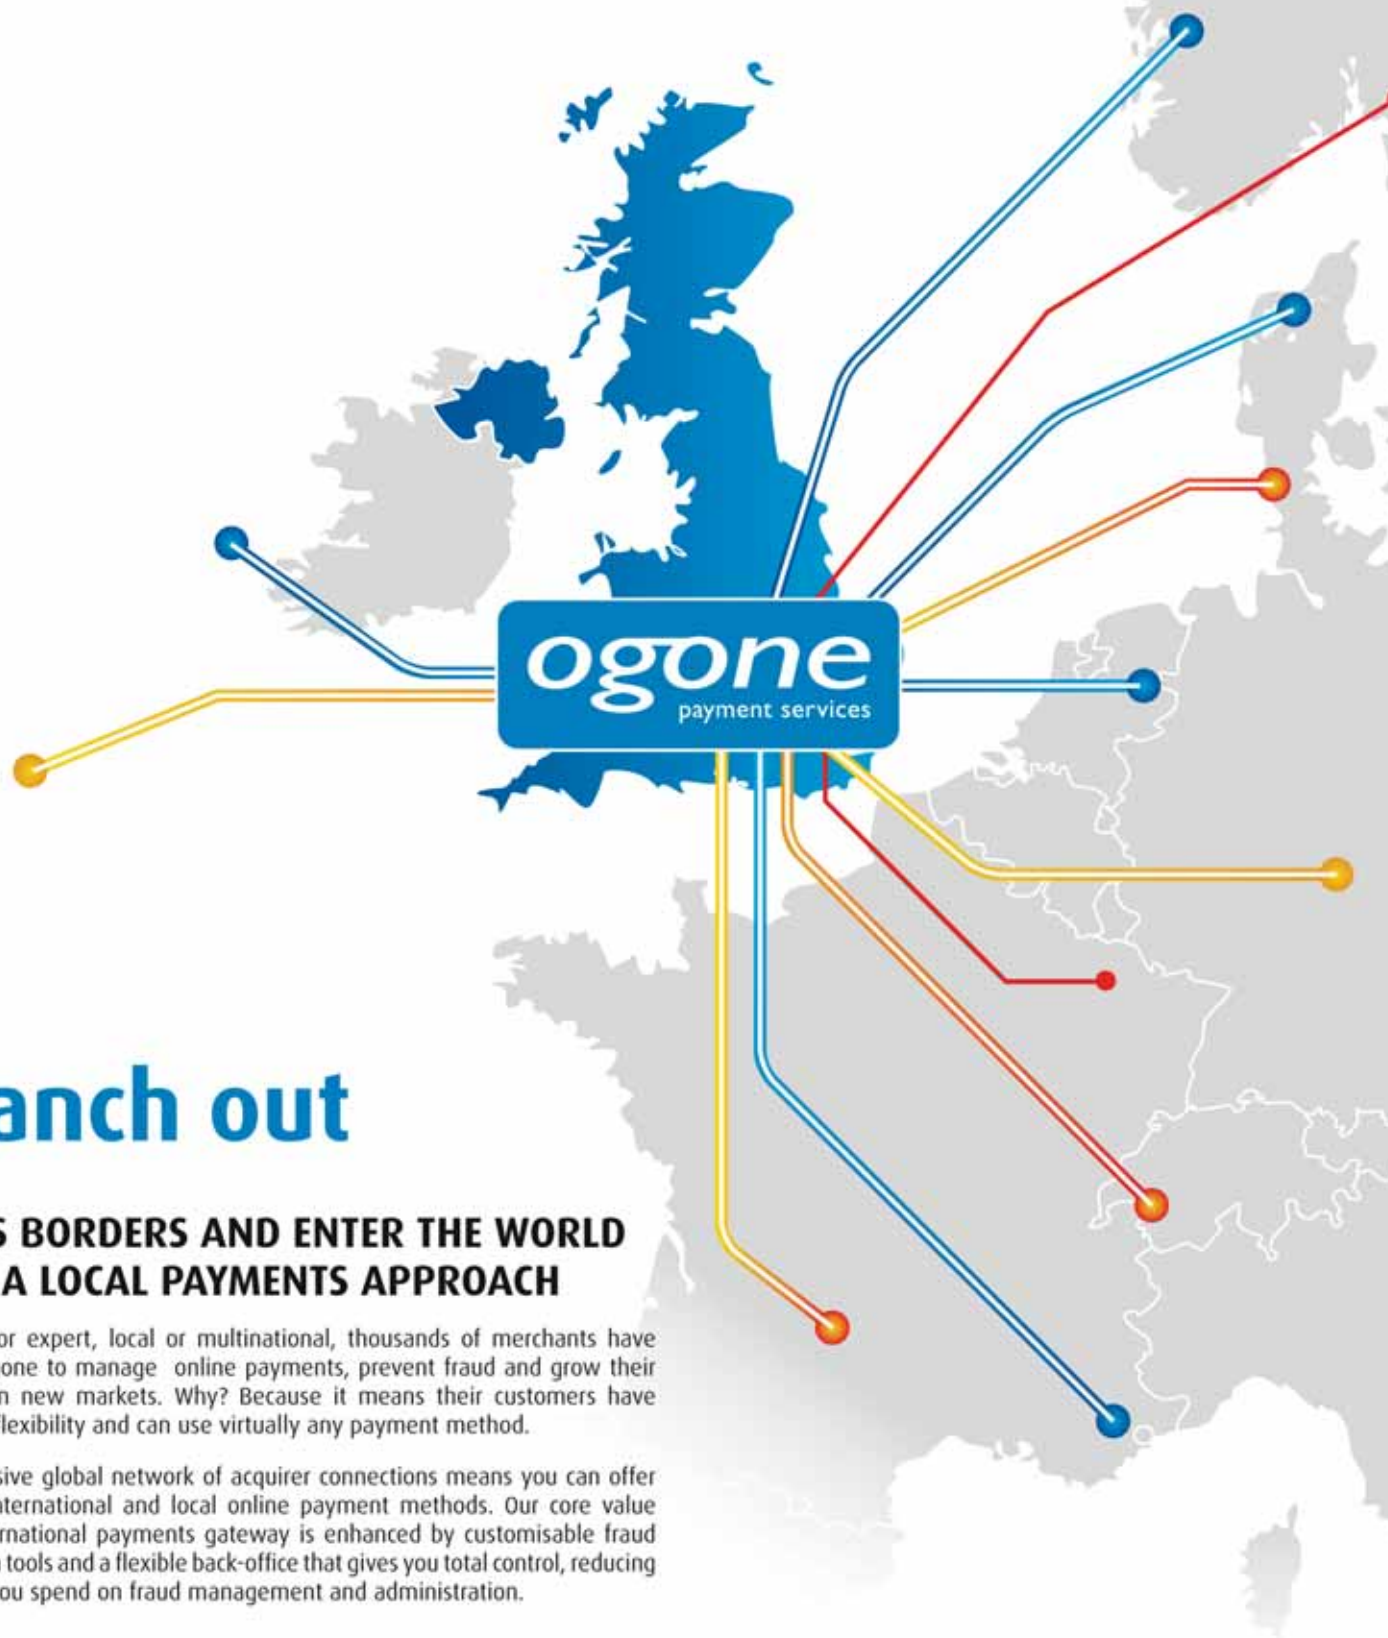 ogone
payment services
anch out
S BORDERS AND ENTER THE WORLD
A LOCAL PAYMENTS APPROACH
or expert, local or multinational, thousands of merchants have
one to manage online payments, prevent fraud and grow their
n new markets. Why? Because it means their customers have
flexibility and can use virtually any payment method.
sive global network of acquirer connections means you can offer
nternational and local online payment methods. Our core value
rnational payments gateway is enhanced by customisable fraud
tools and a flexible back-office that gives you total control, reducing
ou spend on fraud management and administration.